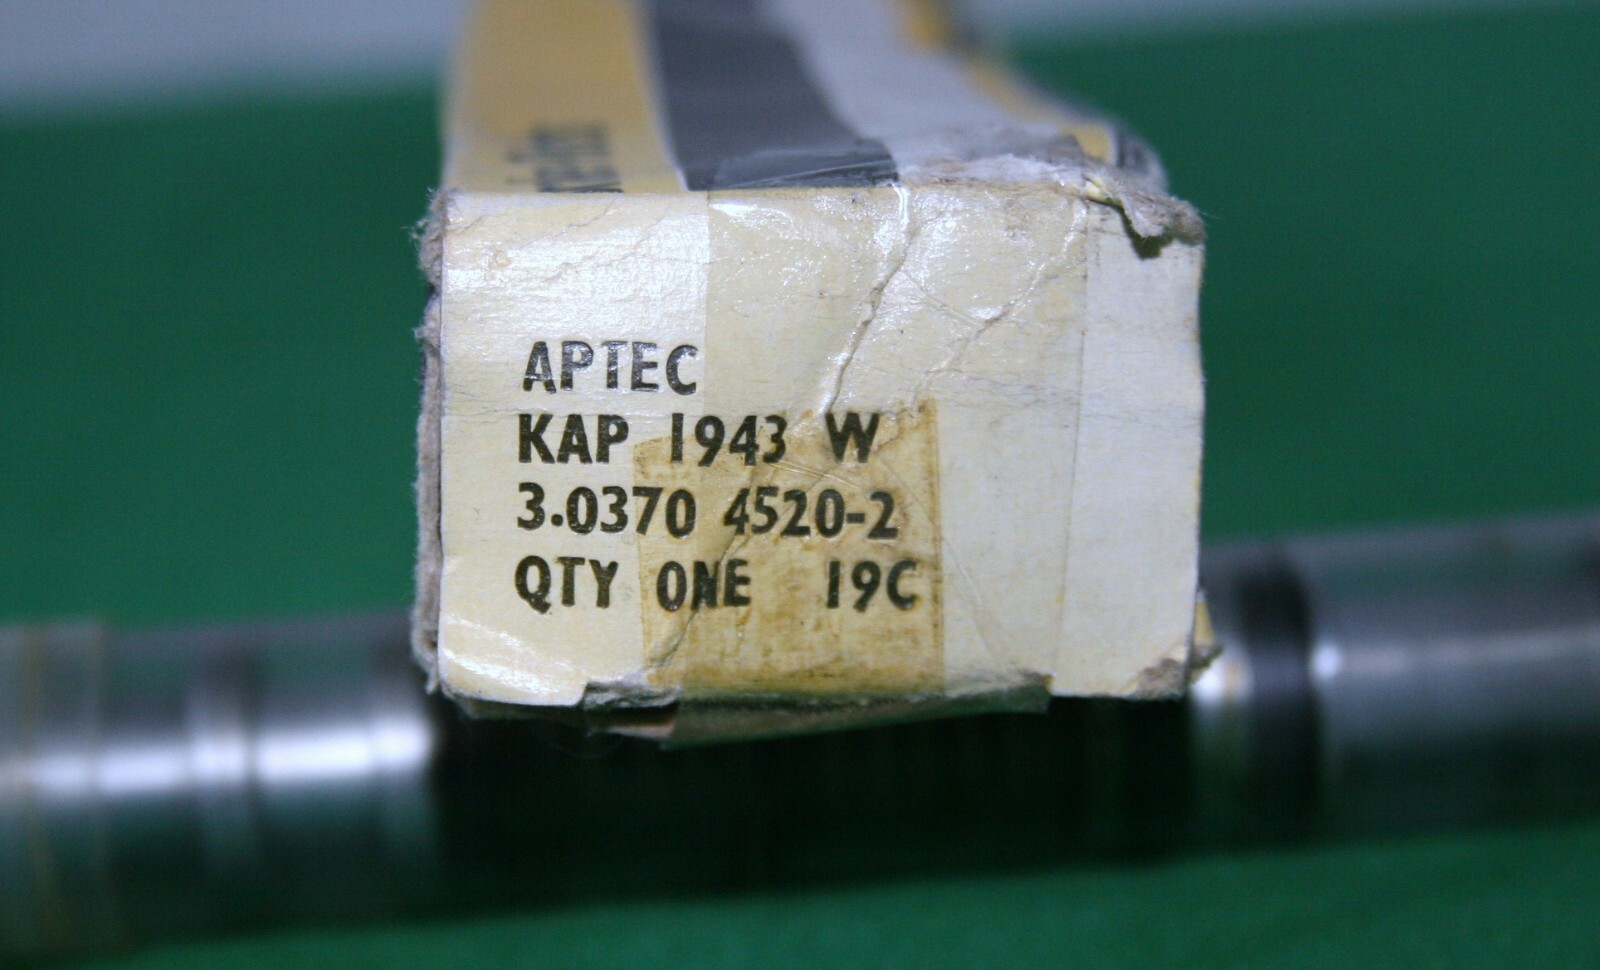 APTEC
KAP 1943 W
3.0370 4520-2
QTY ONE 19C